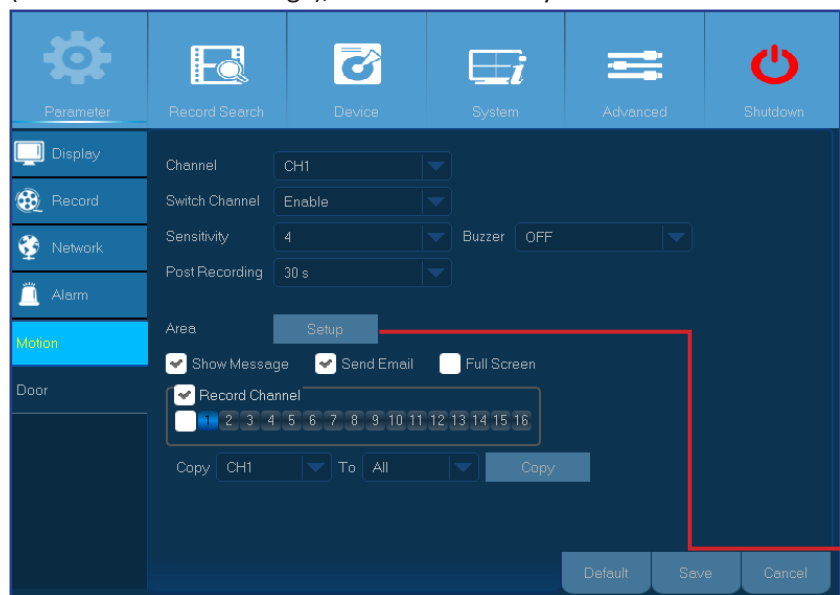 Parameter Record Search Device System Advanced Shutdown
Display
Record
Network
Alarm
Motion
Door
Channel CH1
Switch Channel Enable
Sensitivity 4 Buzzer OFF
Post Recording 30 s
Area Setup
Show Message Send Email Full Screen
Record Channel
1 2 3 4 5 6 7 8 9 10 11 12 13 14 15 16
Copy CH1 To All Copy
Default Save Cancel